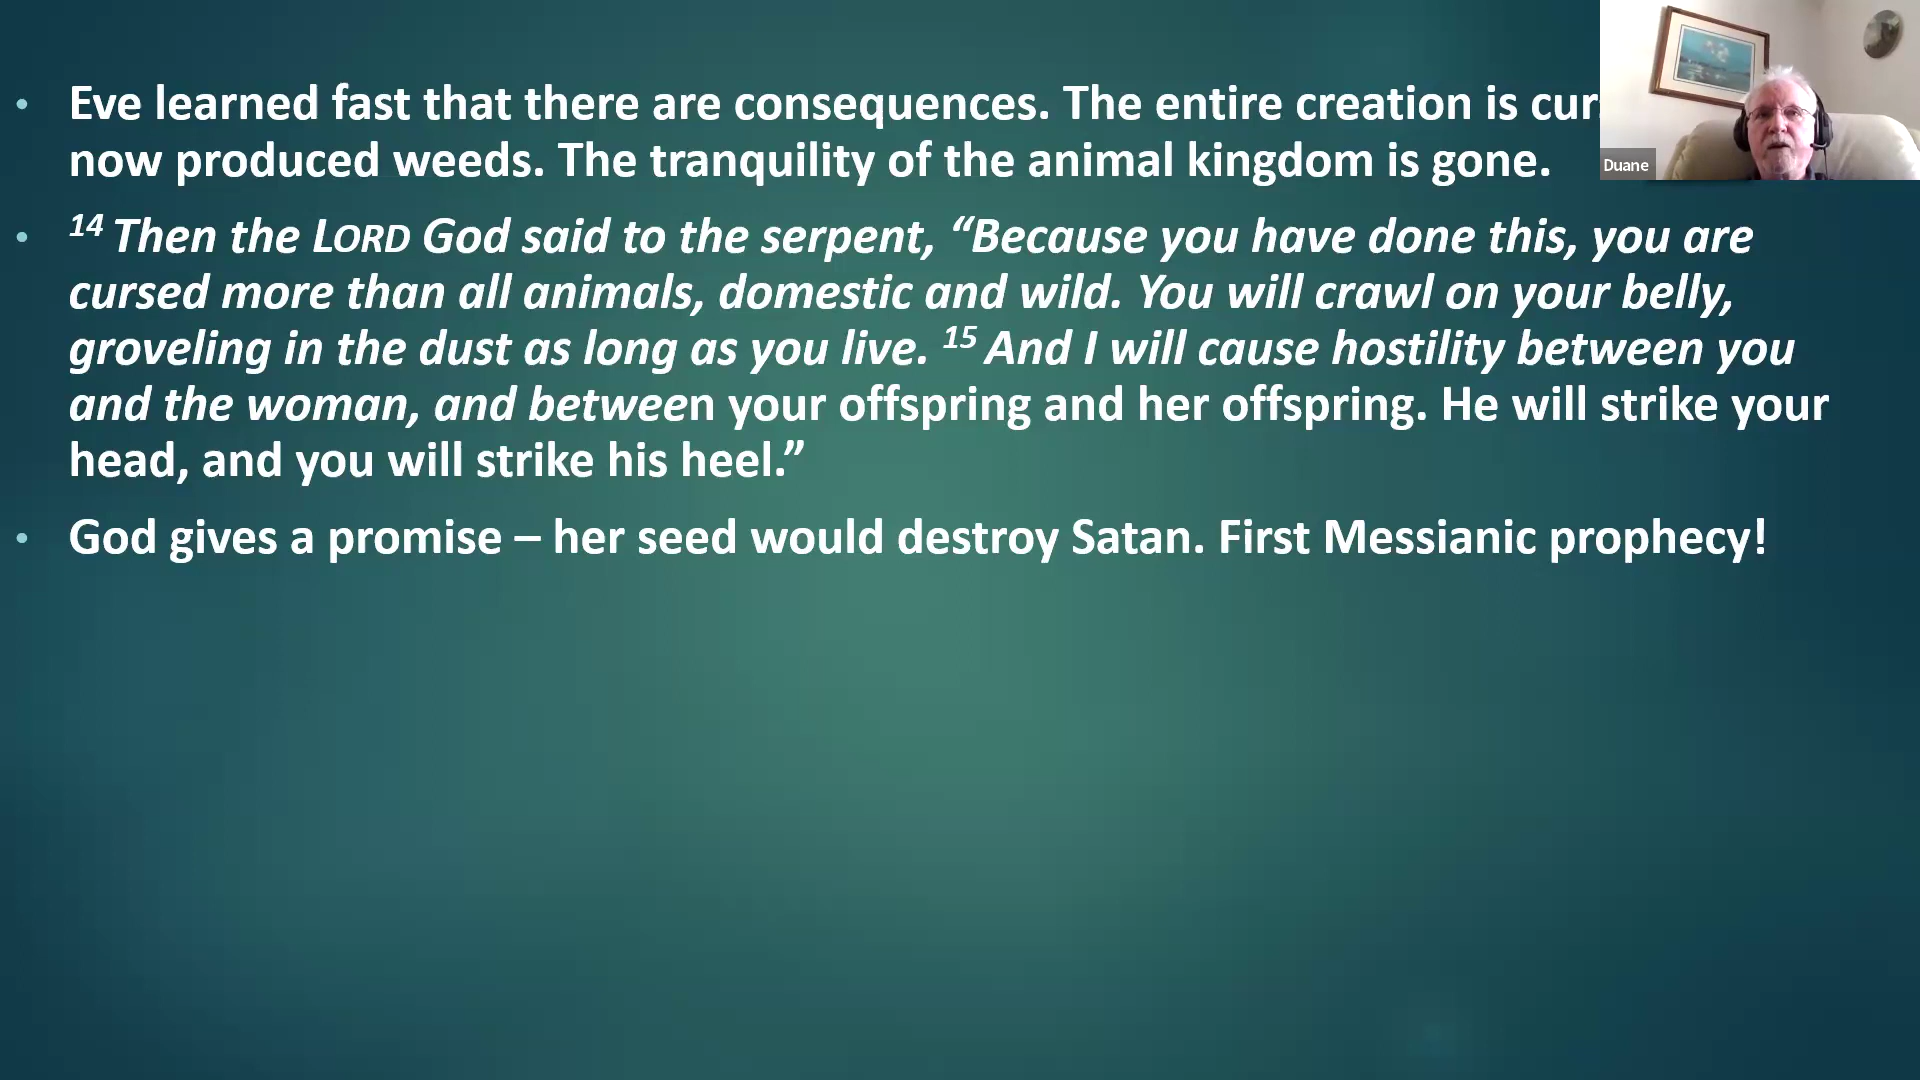 • Eve learned fast that there are consequences. The entire creation is
now produced weeds. The tranquility of the animal kingdom is gone.
Duane
• 14 Then the LORD God said to the serpent, “Because you have done this, you are
cursed more than all animals, domestic and wild. You will crawl on your belly,
groveling in the dust as long as you live. 15 And I will cause hostility between you
and the woman, and between your offspring and her offspring. He will strike your
head, and you will strike his heel.”
• God gives a promise – her seed would destroy Satan. First Messianic prophecy!